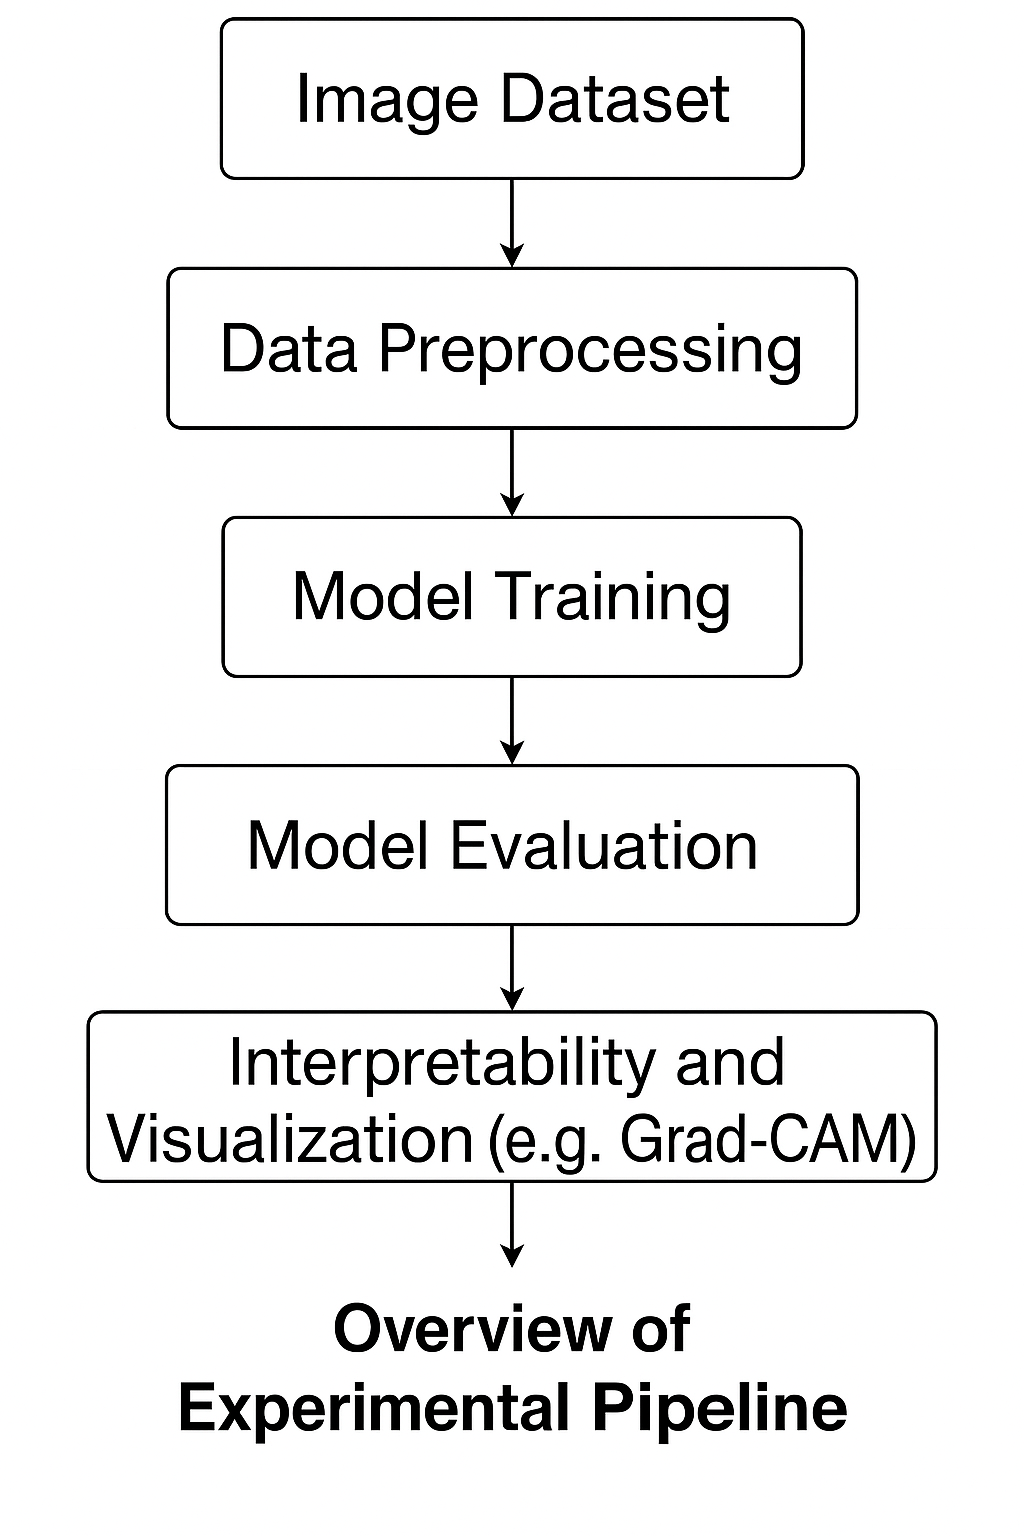 Image Dataset
Data Preprocessing
Model Training
Model Evaluation
Interpretability and
Visualization (e.g. Grad-CAM)
Overview of
Experimental Pipeline